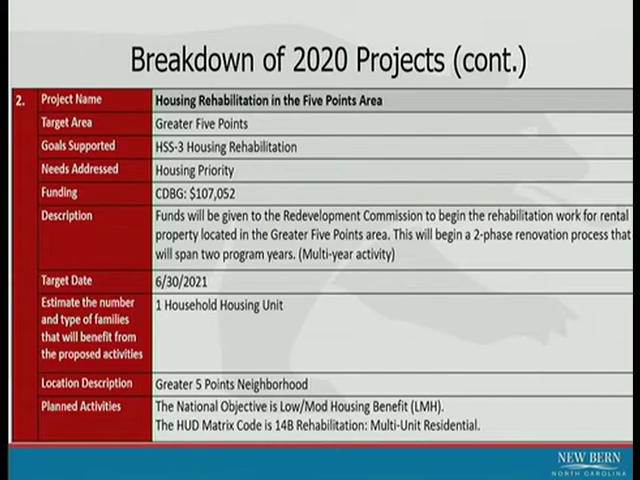 Breakdown of 2020 Projects (cont.)
2. Project Name Housing Rehabilitation in the Five Points Area
Target Area Greater Five Points
Goals Supported HSS-3 Housing Rehabilitation
Needs Addressed Housing Priority
Funding CDBG: $107,052
Description Funds will be given to the Redevelopment Commission to begin the rehabilitation work for rental
property located in the Greater Five Points area. This will begin a 2-phase renovation process that
will span two program years. (Multi-year activity)
Target Date 6/30/2021
Estimate the number 1 Household Housing Unit
and type of families
that will benefit from
the proposed activities
Location Description Greater 5 Points Neighborhood
Planned Activities The National Objective is Low/Mod Housing Benefit (LMH).
The HUD Matrix Code is 14B Rehabilitation: Multi-Unit Residential.
NEW BERN
NORTH CAROLINA